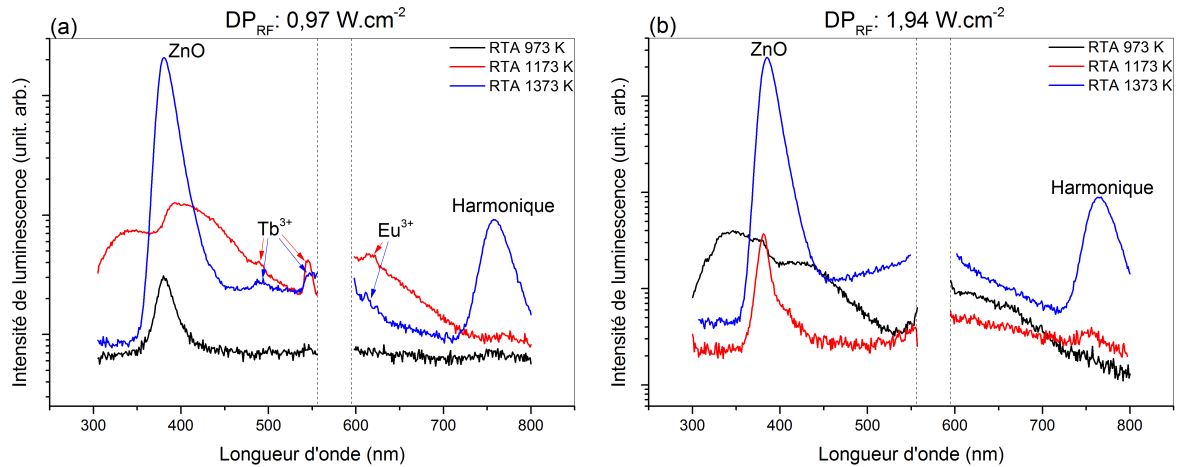 DP_RF: 0,97 W.cm⁻²
(a)
ZnO
RTA 973 K
RTA 1173 K
RTA 1373 K
Tb³⁺
Eu³⁺
Harmonique
Intensité de luminescence (unit. arb.)
300 400 500 600 700 800
Longueur d'onde (nm)
DP_RF: 1,94 W.cm⁻²
(b)
ZnO
RTA 973 K
RTA 1173 K
RTA 1373 K
Harmonique
Intensité de luminescence (unit. arb.)
300 400 500 600 700 800
Longueur d'onde (nm)